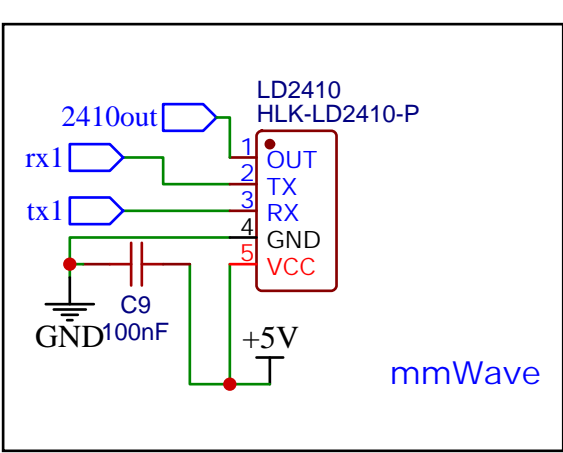 LD2410
HLK-LD2410-P
2410out
rx1
tx1
1
OUT
2
TX
3
RX
4
GND
5
VCC
C9
100nF
GND
+5V
mmWave